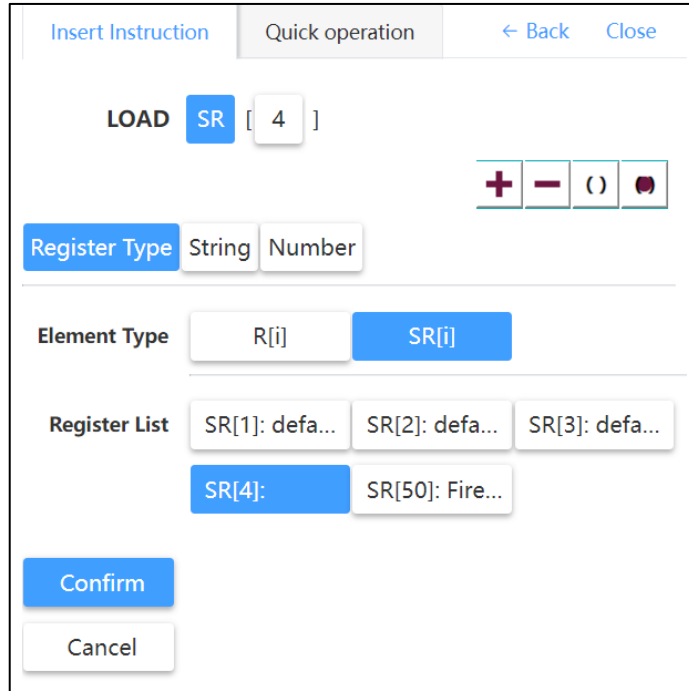 Insert Instruction Quick operation ← Back Close
LOAD SR [ 4 ]
+ − ( ) (●)
Register Type String Number
Element Type R[i] SR[i]
Register List SR[1]: defa... SR[2]: defa... SR[3]: defa...
SR[4]: SR[50]: Fire...
Confirm
Cancel